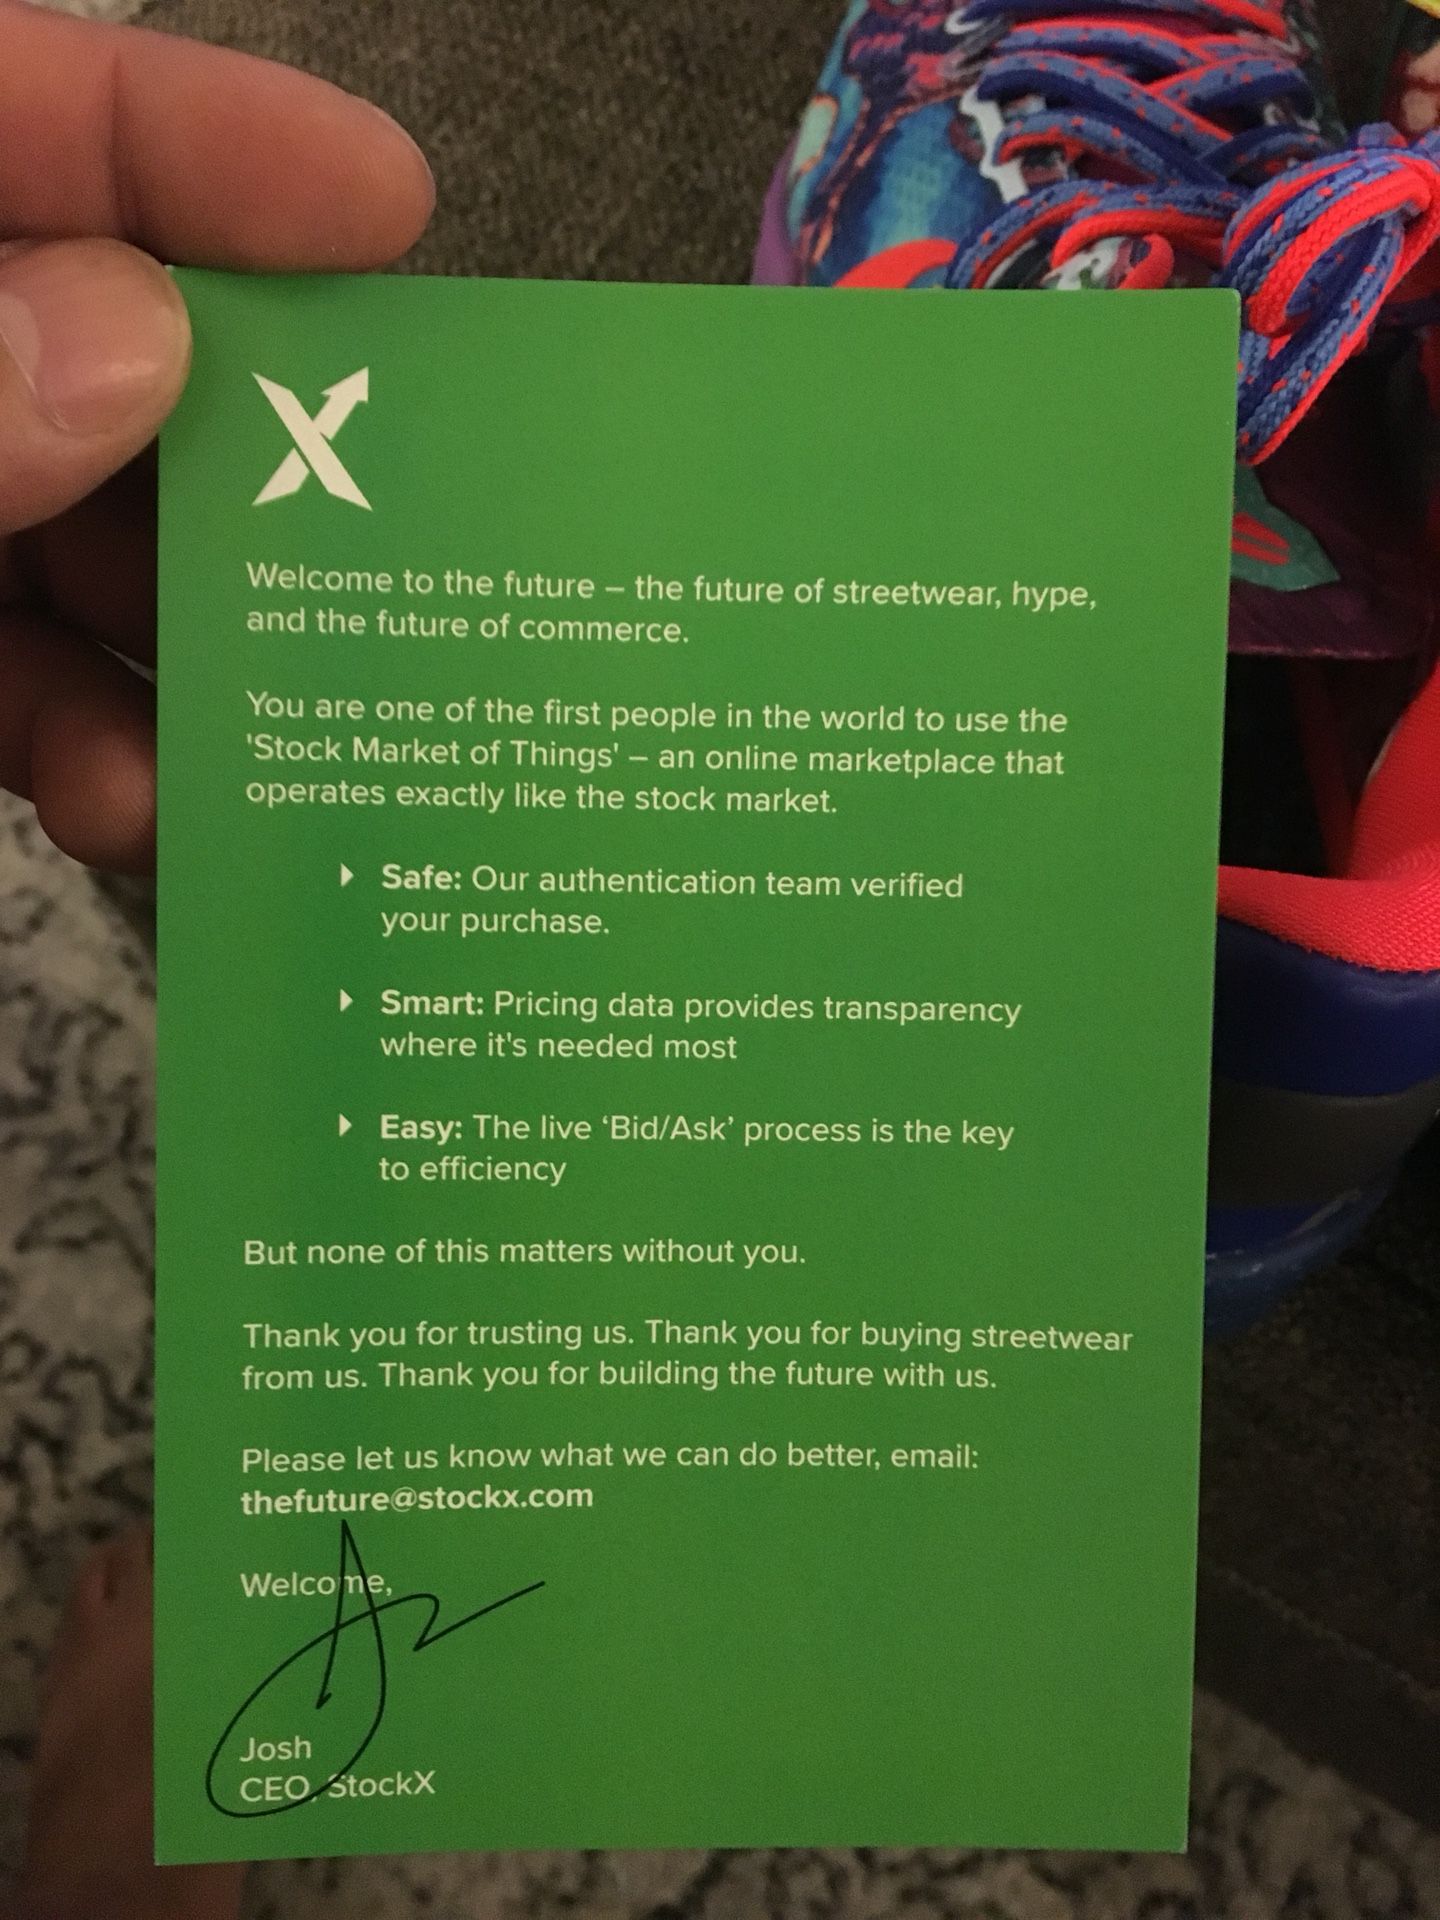 Welcome to the future – the future of streetwear, hype,
and the future of commerce.
You are one of the first people in the world to use the
'Stock Market of Things' – an online marketplace that
operates exactly like the stock market.
Safe: Our authentication team verified
your purchase.
Smart: Pricing data provides transparency
where it's needed most
Easy: The live ‘Bid/Ask’ process is the key
to efficiency
But none of this matters without you.
Thank you for trusting us. Thank you for buying streetwear
from us. Thank you for building the future with us.
Please let us know what we can do better, email:
thefuture@stockx.com
Welcome,
Josh
CEO, StockX